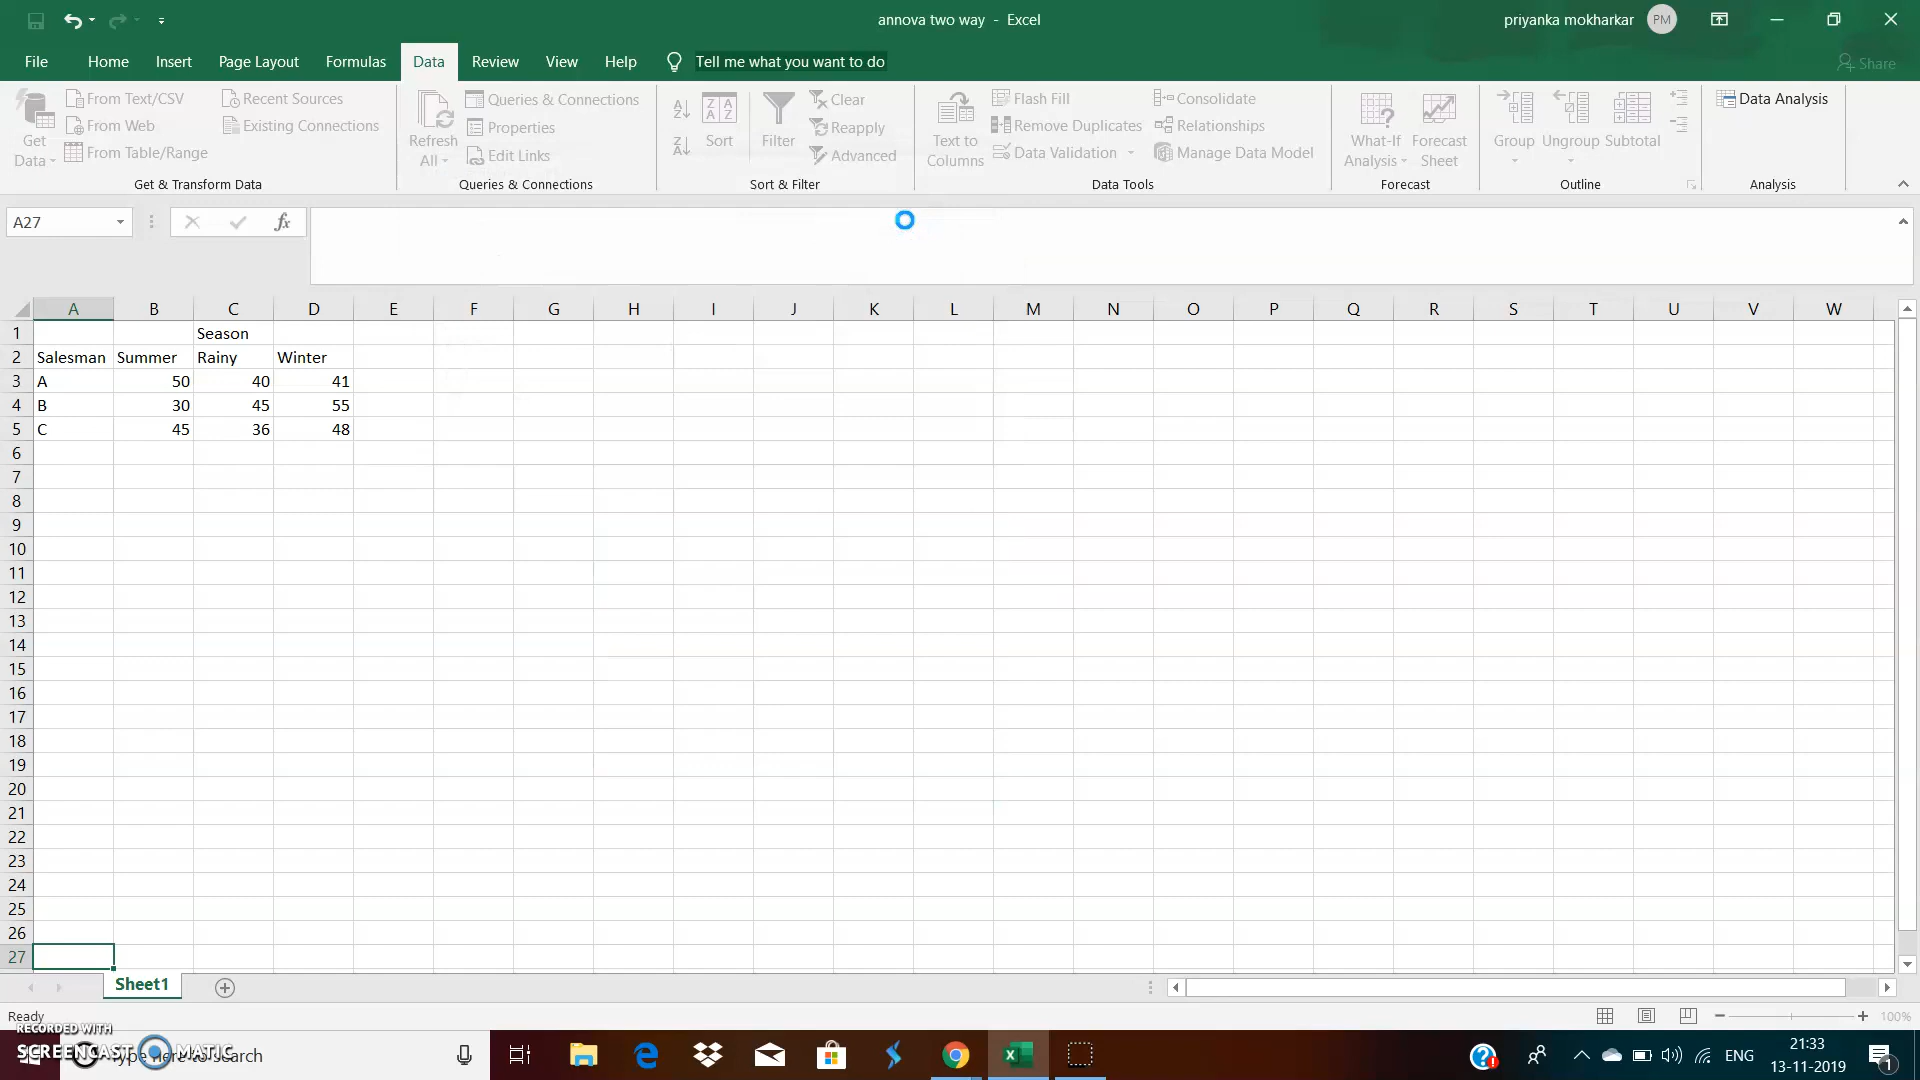 annova two way - Excel
priyanka mokharkar PM
File Home Insert Page Layout Formulas Data Review View Help Tell me what you want to do Share
Get Data
From Text/CSV
From Web
From Table/Range
Recent Sources
Existing Connections
Get & Transform Data
Refresh All
Queries & Connections
Properties
Edit Links
Queries & Connections
Sort
Filter
Clear
Reapply
Advanced
Sort & Filter
Text to Columns
Flash Fill
Remove Duplicates
Data Validation
Consolidate
Relationships
Manage Data Model
Data Tools
What-If Analysis
Forecast Sheet
Forecast
Group
Ungroup
Subtotal
Outline
Data Analysis
Analysis
A27 fx
A B C D E F G H I J K L M N O P Q R S T U V W
1 Season
2 Salesman Summer Rainy Winter
3 A 50 40 41
4 B 30 45 55
5 C 45 36 48
6
7
8
9
10
11
12
13
14
15
16
17
18
19
20
21
22
23
24
25
26
27
Sheet1
Ready
100%
RECORDED WITH
SCREENCAST MATIC
Type here to search
ENG
21:33
13-11-2019
1